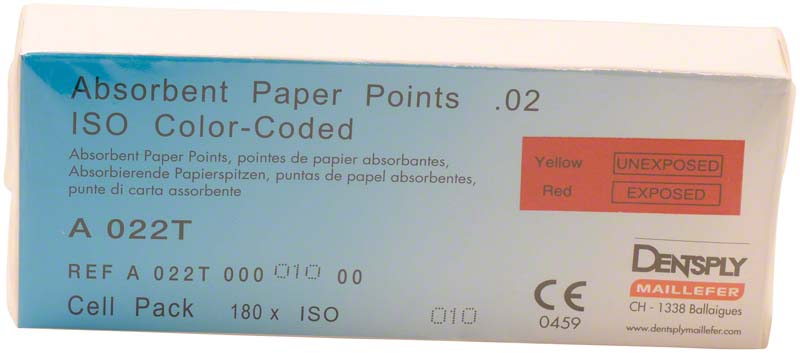 Absorbent Paper Points .02
ISO Color-Coded
Absorbent Paper Points, pointes de papier absorbantes,
Absorbierende Papierspitzen, puntas de papel absorbentes,
punte di carta assorbente
A 022T
REF A 022T 000 010 00
Cell Pack 180 x ISO 010
Yellow UNEXPOSED
Red EXPOSED
CE
0459
DENTSPLY
MAILLEFER
CH - 1338 Ballaigues
www.dentsplymaillefer.com